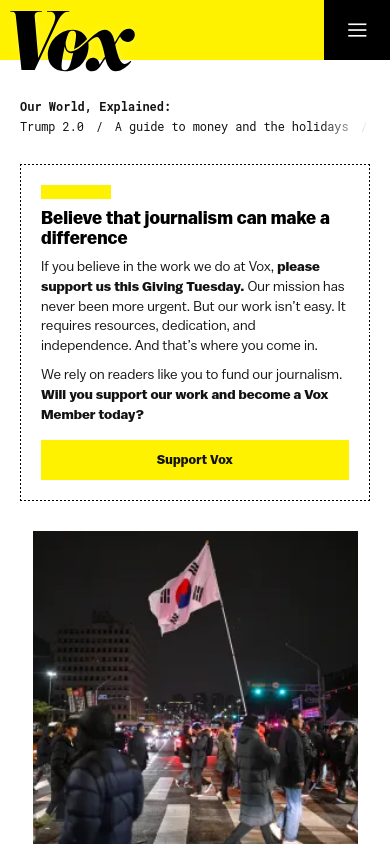 Vox
Our World, Explained:
Trump 2.0 / A guide to money and the holidays /
Believe that journalism can make a
difference
If you believe in the work we do at Vox, please
support us this Giving Tuesday. Our mission has
never been more urgent. But our work isn’t easy. It
requires resources, dedication, and
independence. And that’s where you come in.
We rely on readers like you to fund our journalism.
Will you support our work and become a Vox
Member today?
Support Vox